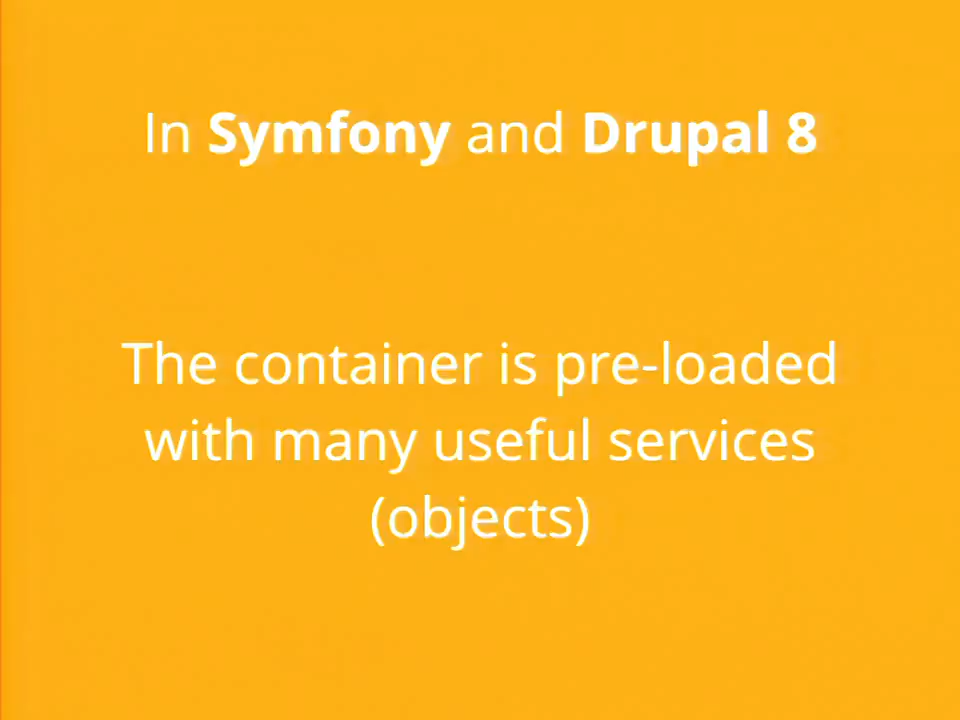 In Symfony and Drupal 8
The container is pre-loaded
with many useful services
(objects)